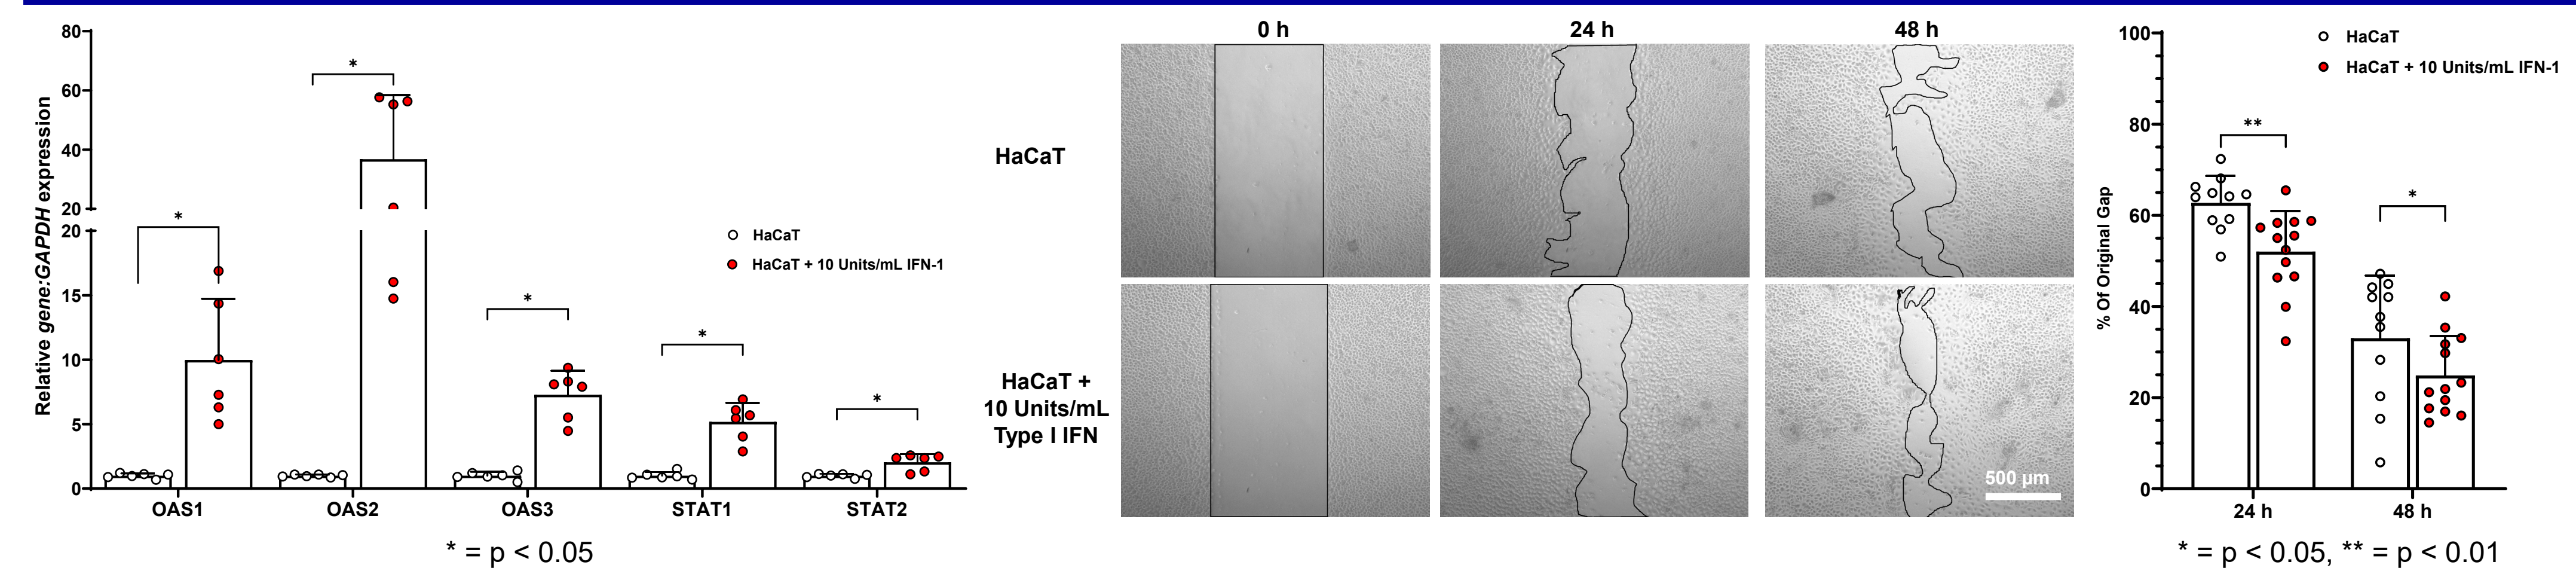 80
60
40
20
20
15
10
5
0
Relative gene:GAPDH expression
*
*
*
*
*
HaCaT
HaCaT + 10 Units/mL IFN-1
OAS1
OAS2
OAS3
STAT1
STAT2
* = p < 0.05
0 h
24 h
48 h
HaCaT
HaCaT +
10 Units/mL
Type I IFN
500 µm
100
80
60
40
20
0
% Of Original Gap
HaCaT
HaCaT + 10 Units/mL IFN-1
**
*
24 h
48 h
* = p < 0.05, ** = p < 0.01